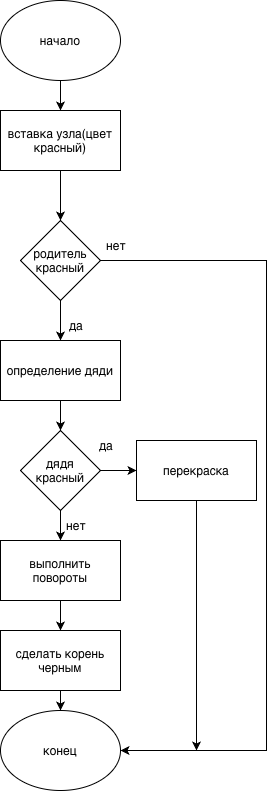 начало
вставка узла(цвет
красный)
родитель
красный
нет
да
определение дяди
дядя
красный
да
перекраска
нет
выполнить
повороты
сделать корень
черным
конец